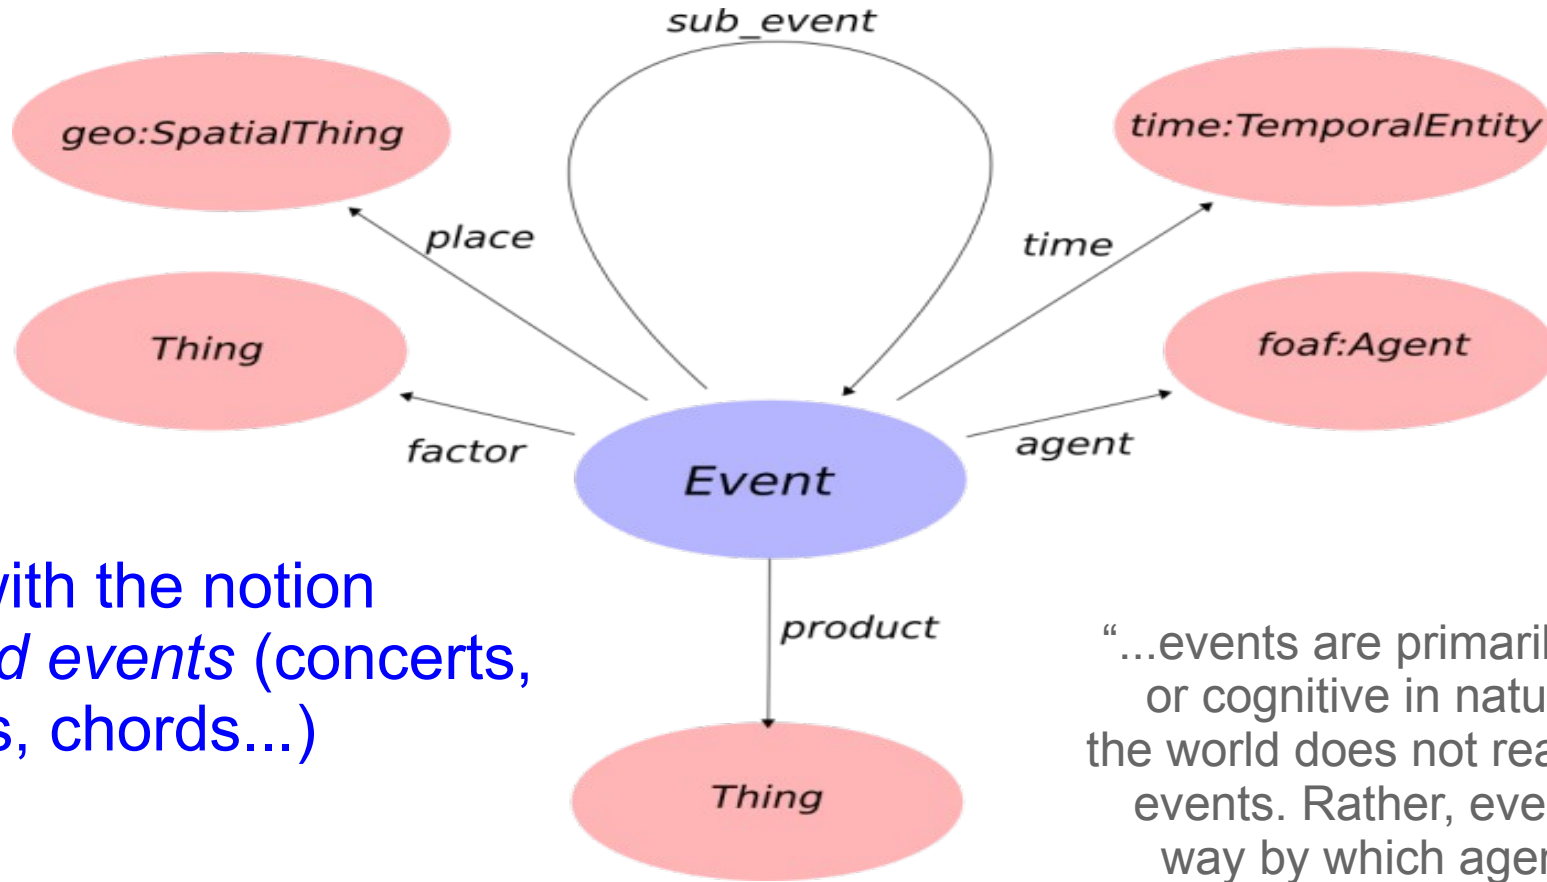 sub_event
geo:SpatialThing
time:TemporalEntity
place
time
Thing
foaf:Agent
factor
agent
Event
with the notion
events (concerts,
chords...)
product
“...events are primaril
or cognitive in natu
the world does not rea
events. Rather, eve
way by which age
Thing